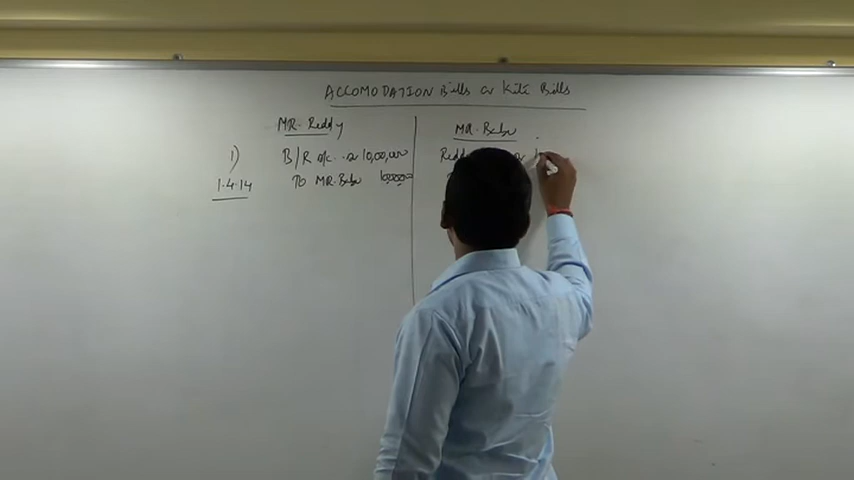 ACCOMODATION Bills or Kite Bills
MR. Reddy
MR. Babu
1) B/R a/c. Dr 10,00,000
Redd
1.4.14 To MR. Babu 10,00,000